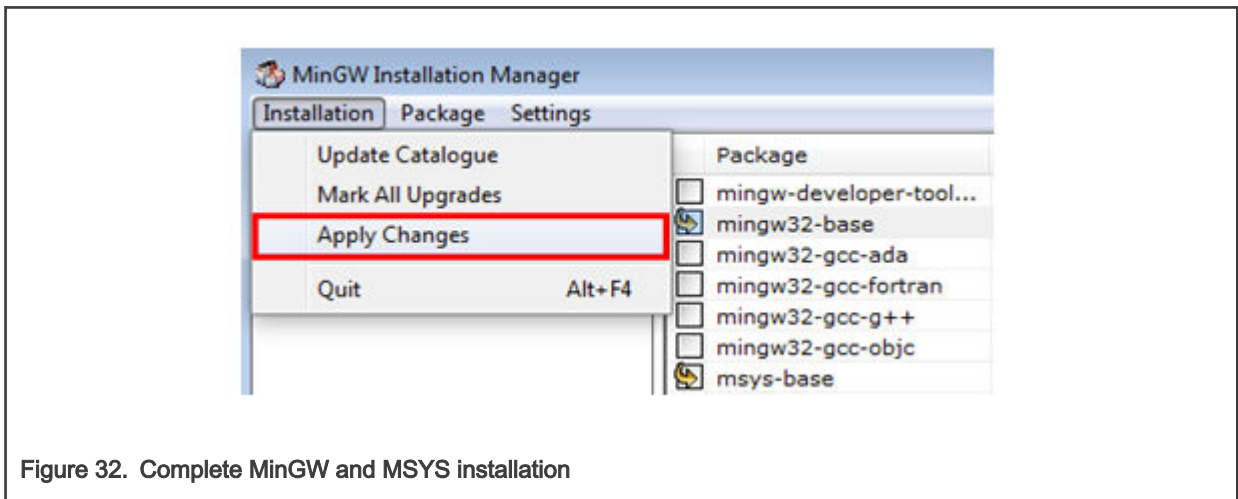 MinGW Installation Manager
Installation Package Settings
Update Catalogue
Mark All Upgrades
Apply Changes
Quit Alt+F4
Package
mingw-developer-tool...
mingw32-base
mingw32-gcc-ada
mingw32-gcc-fortran
mingw32-gcc-g++
mingw32-gcc-objc
msys-base
Figure 32. Complete MinGW and MSYS installation